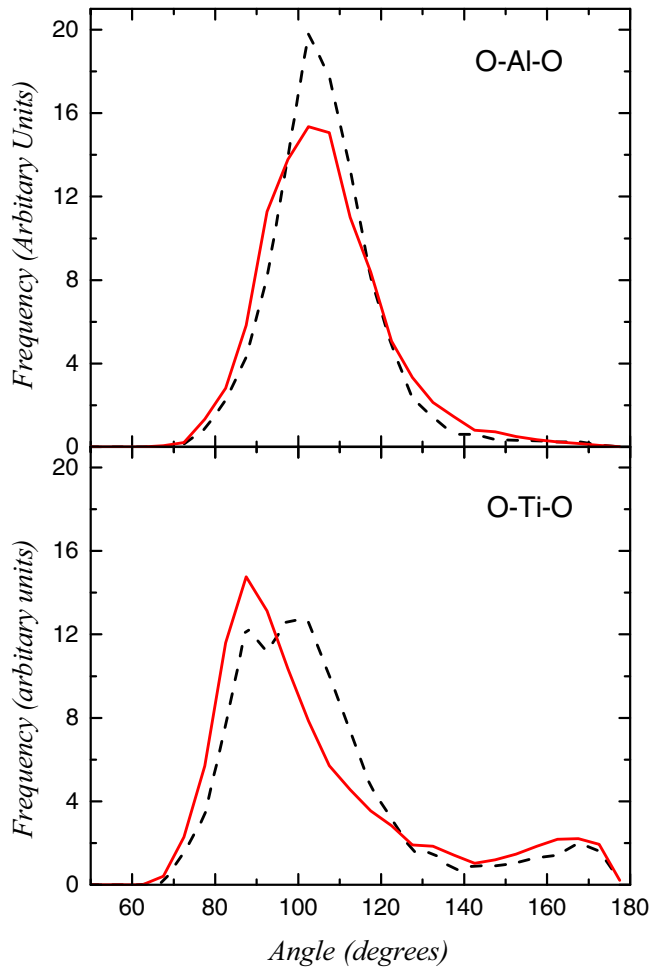 20
16
12
8
4
0
Frequency (Arbitary Units)
O-Al-O
20
16
12
8
4
0
Frequency (arbitary units)
O-Ti-O
60 80 100 120 140 160 180
Angle (degrees)